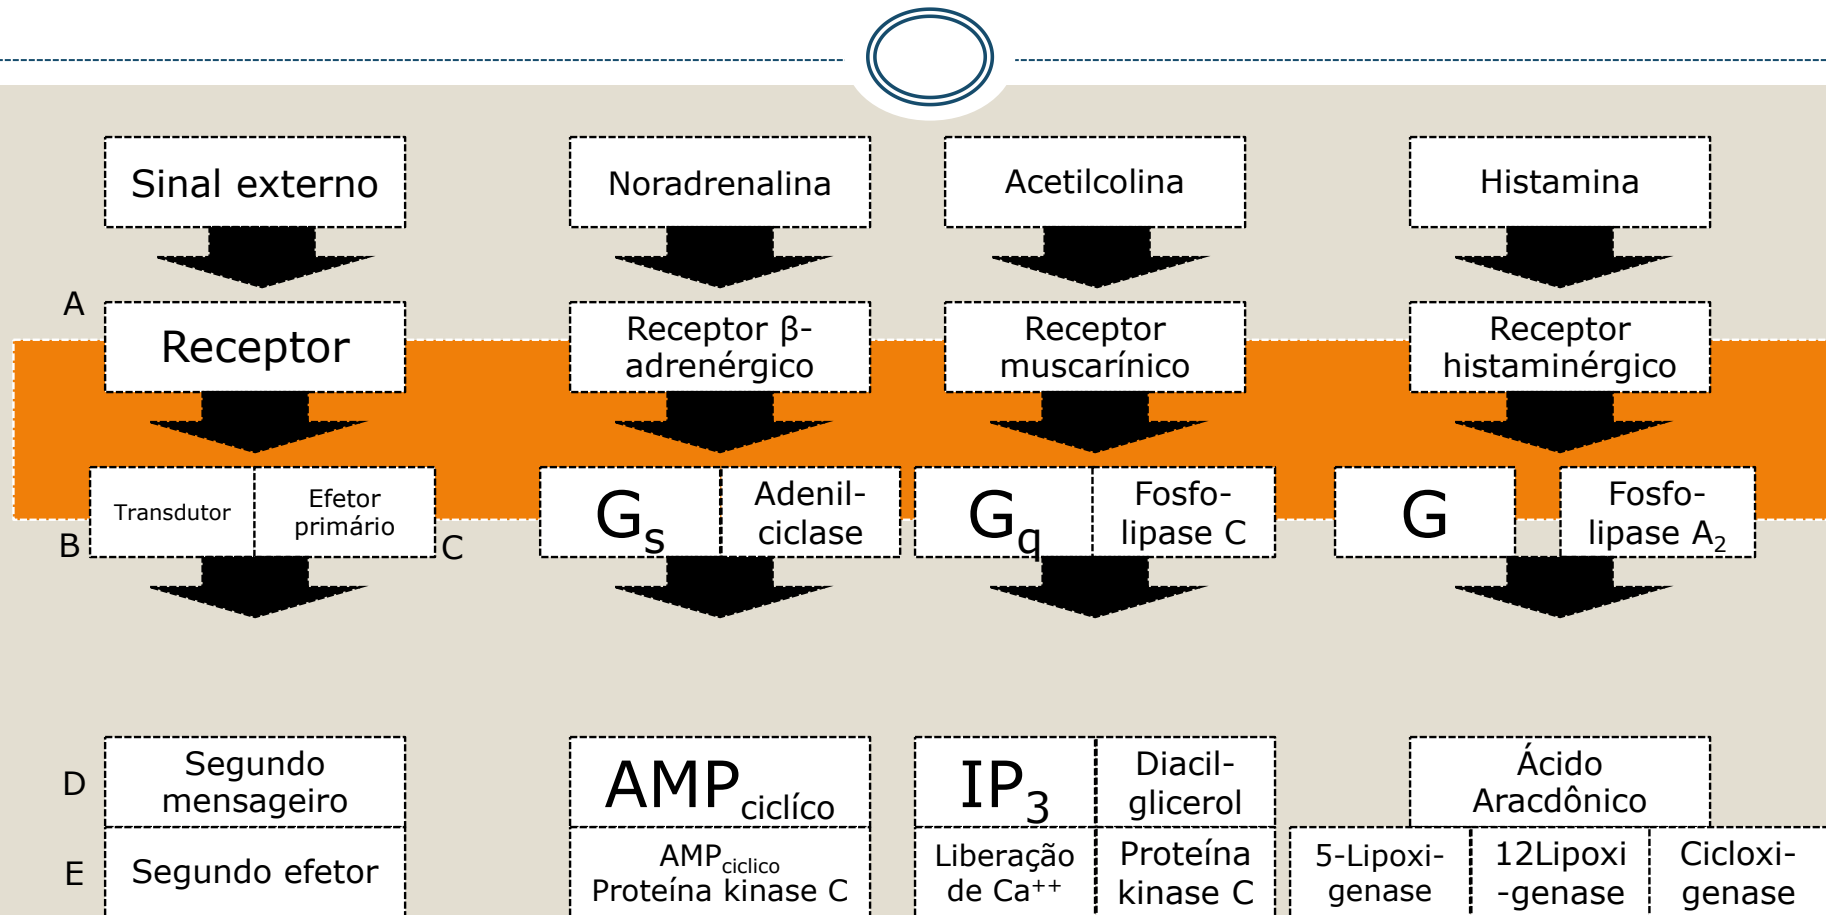 Sinal externo
Noradrenalina
Acetilcolina
Histamina
A
Receptor
Receptor β-
adrenérgico
Receptor
muscarínico
Receptor
histaminérgico
B
Transdutor
Efetor
primário
C
Gs
Adenil-
ciclase
Gq
Fosfo-
lipase C
G
Fosfo-
lipase A2
D
Segundo
mensageiro
AMPciclíco
IP3
Diacil-
glicerol
Ácido
Aracdônico
E
Segundo efetor
AMPciclico
Proteína kinase C
Liberação
de Ca++
Proteína
kinase C
5-Lipoxi-
genase
12Lipoxi
-genase
Cicloxi-
genase